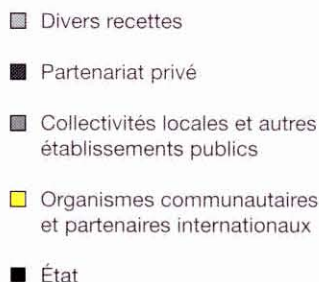 Divers recettes
Partenariat privé
Collectivités locales et autres
établissements publics
Organismes communautaires
et partenaires internationaux
État